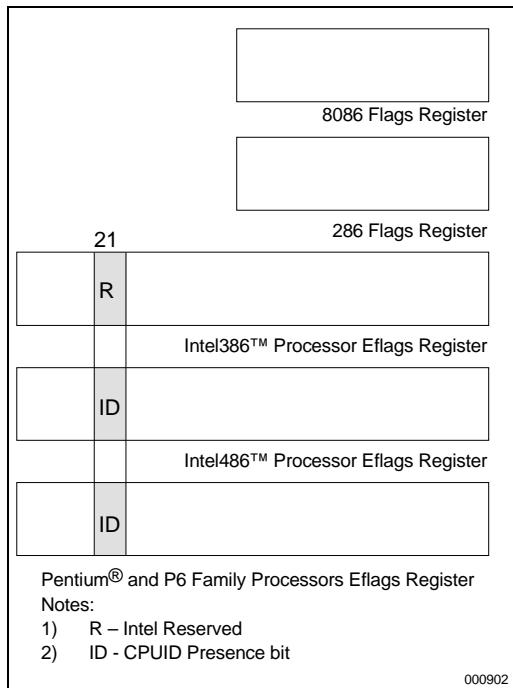 8086 Flags Register
286 Flags Register
21
R
Intel386™ Processor Eflags Register
ID
Intel486™ Processor Eflags Register
ID
Pentium® and P6 Family Processors Eflags Register
Notes:
1) R – Intel Reserved
2) ID - CPUID Presence bit
000902